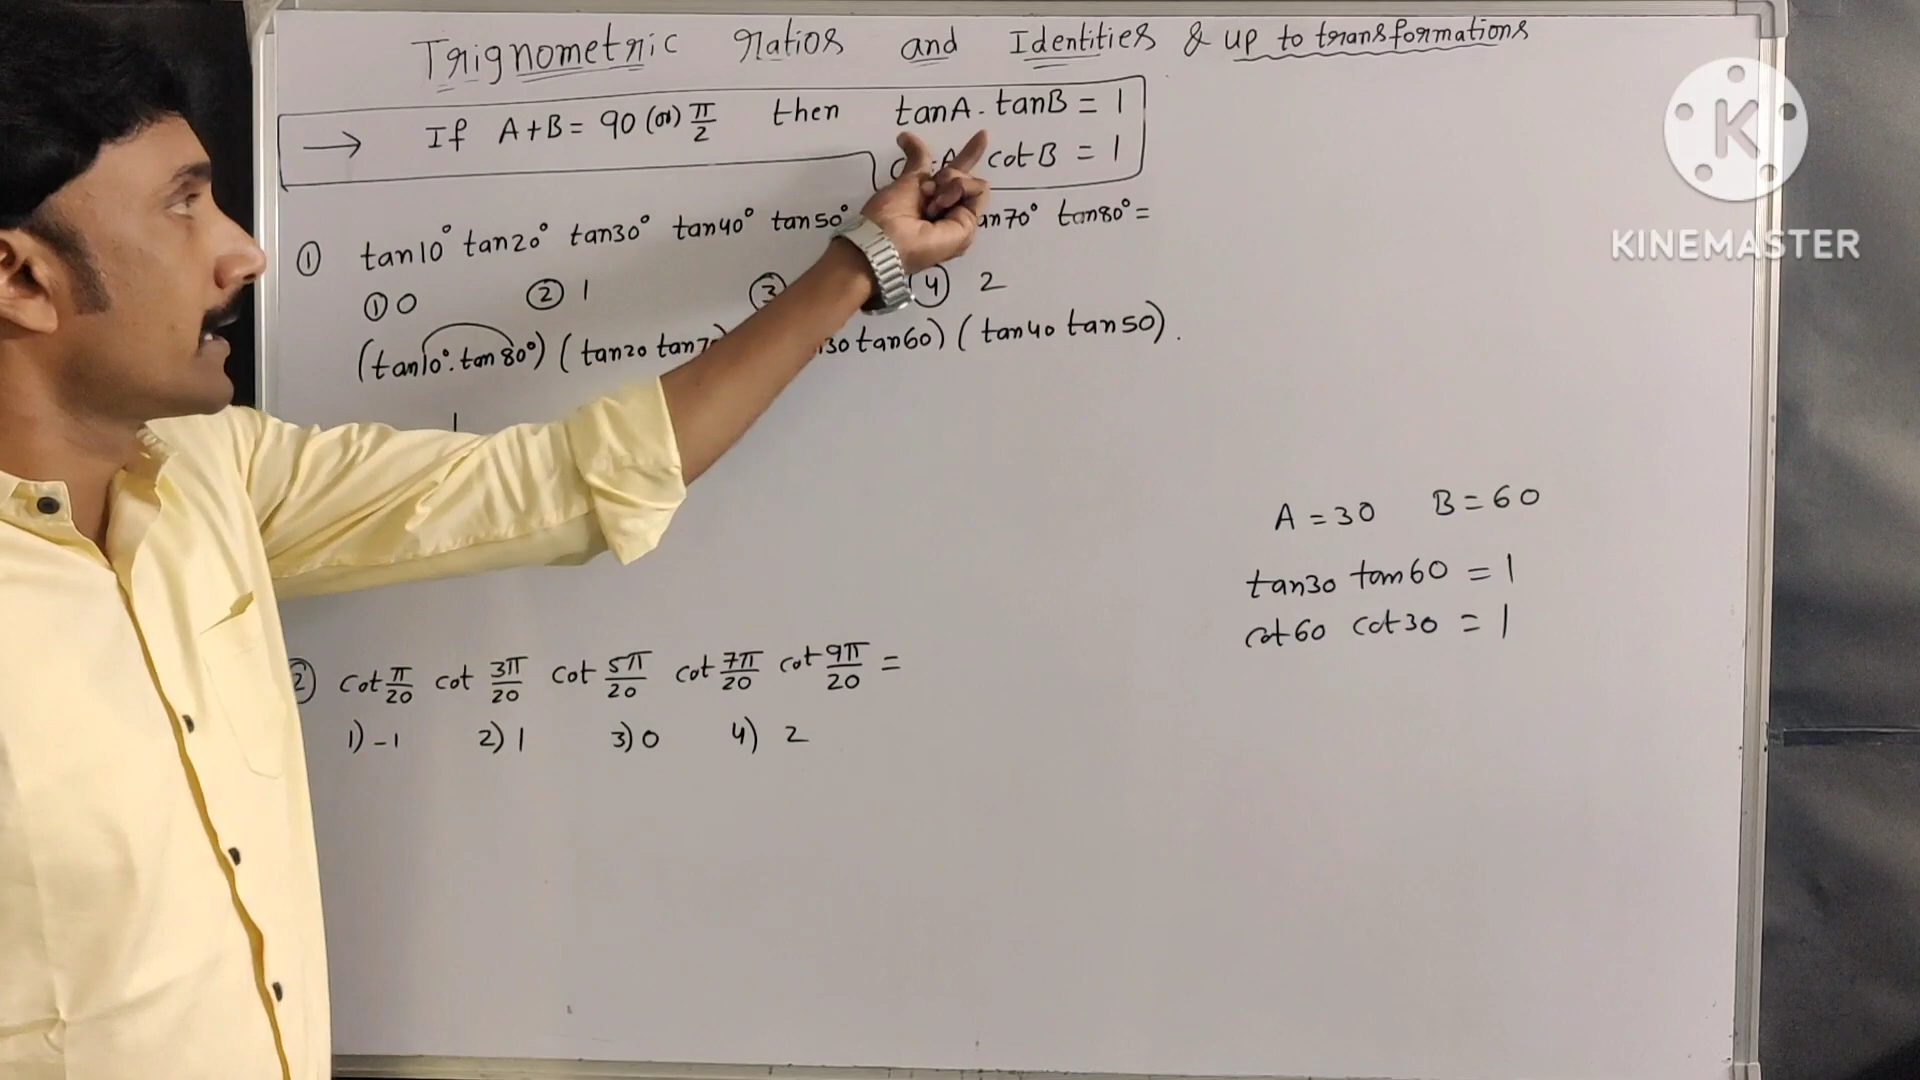 Trignometric ratios and Identities & up to transformations
→ If A+B = 90 (or) π/2 then tanA . tanB = 1
cotB = 1
① tan10° tan20° tan30° tan40° tan50° tan70° tan80° =
① 0 ② 1 ③ ④ 2
(tan10°. tan80°) (tan20 tan70 30 tan60) (tan40 tan50).
1
A = 30 B = 60
tan30 tan60 = 1
cot60 cot30 = 1
② cot π/20 cot 3π/20 cot 5π/20 cot 7π/20 cot 9π/20 =
1) -1 2) 1 3) 0 4) 2
K
KINEMASTER